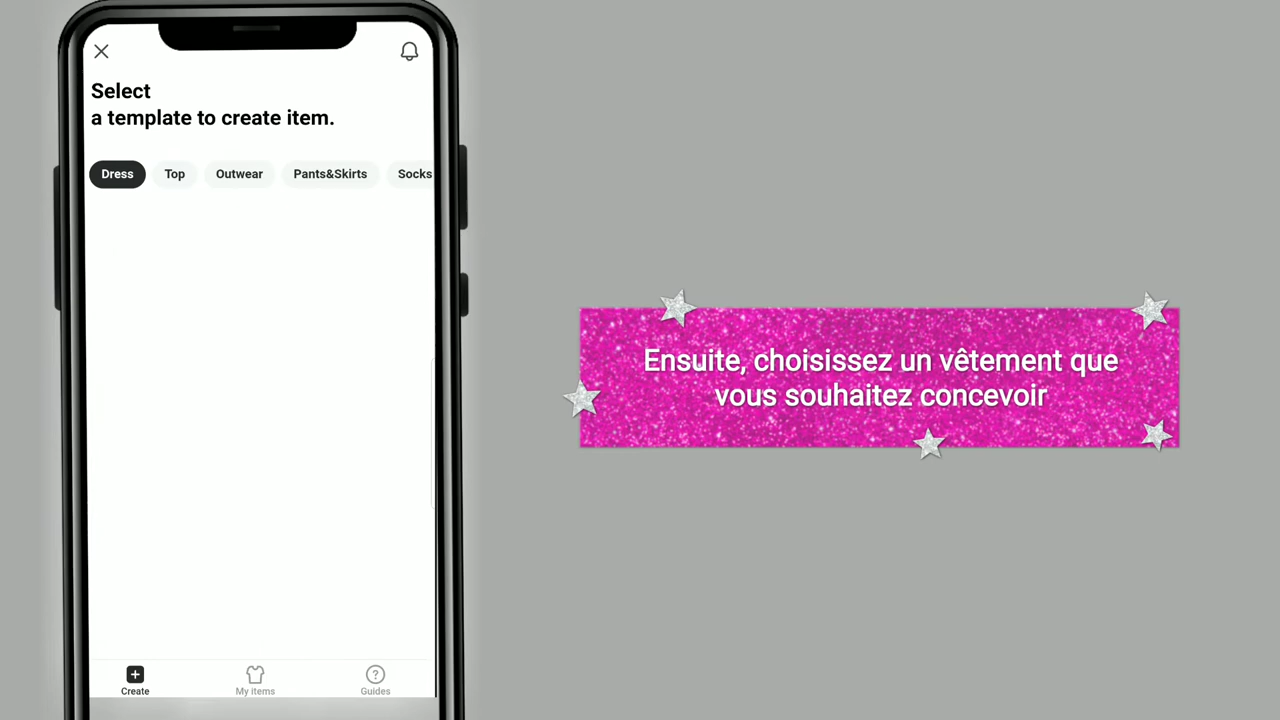 Select
a template to create item.
Dress Top Outwear Pants&Skirts Socks
Ensuite, choisissez un vêtement que
vous souhaitez concevoir
Create My items Guides